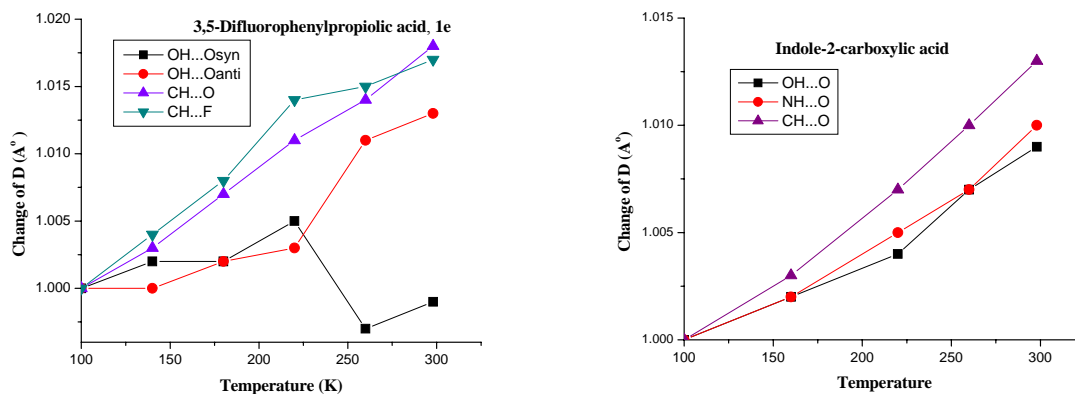 3,5-Difluorophenylpropiolic acid, 1e
OH...Osyn
OH...Oanti
CH...O
CH...F
Change of D (A°)
1.020
1.015
1.010
1.005
1.000
100 150 200 250 300
Temperature (K)
Indole-2-carboxylic acid
OH...O
NH...O
CH...O
Change of D (A°)
1.015
1.010
1.005
1.000
100 150 200 250 300
Temperature